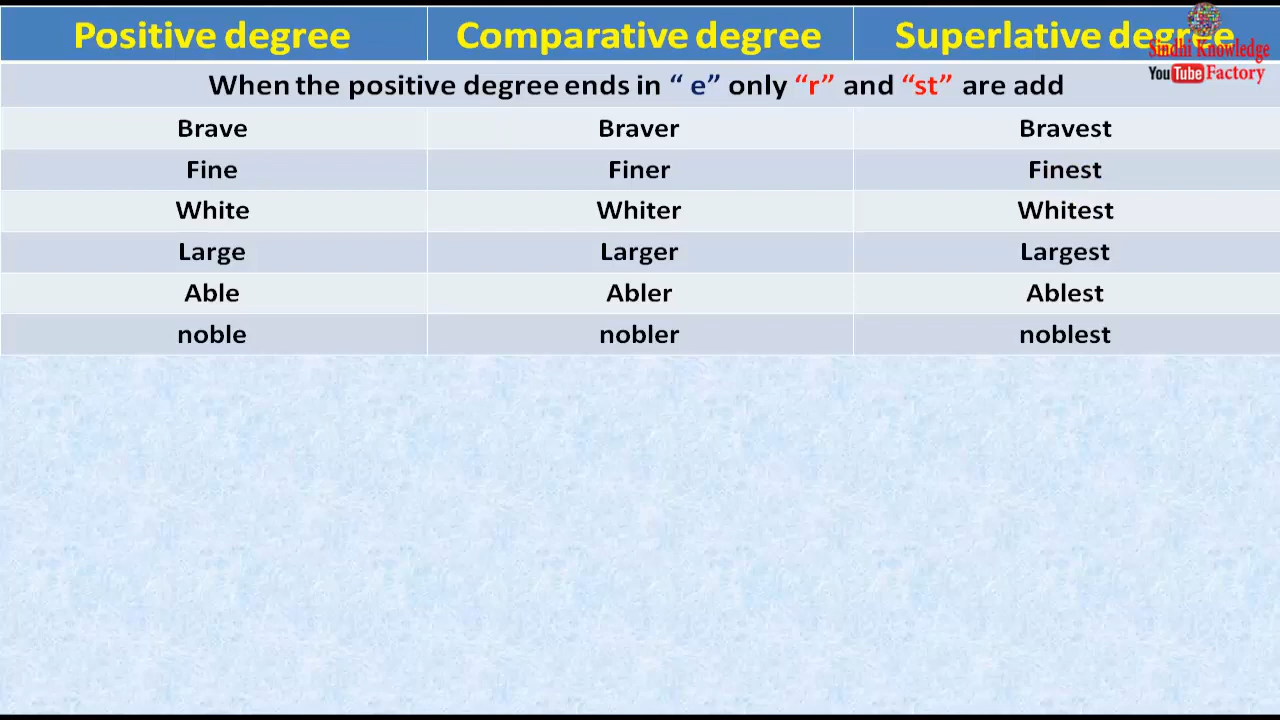 Positive degree Comparative degree Superlative degree
Sindhi Knowledge
YouTube Factory
When the positive degree ends in “ e” only “r” and “st” are add
Brave Braver Bravest
Fine Finer Finest
White Whiter Whitest
Large Larger Largest
Able Abler Ablest
noble nobler noblest